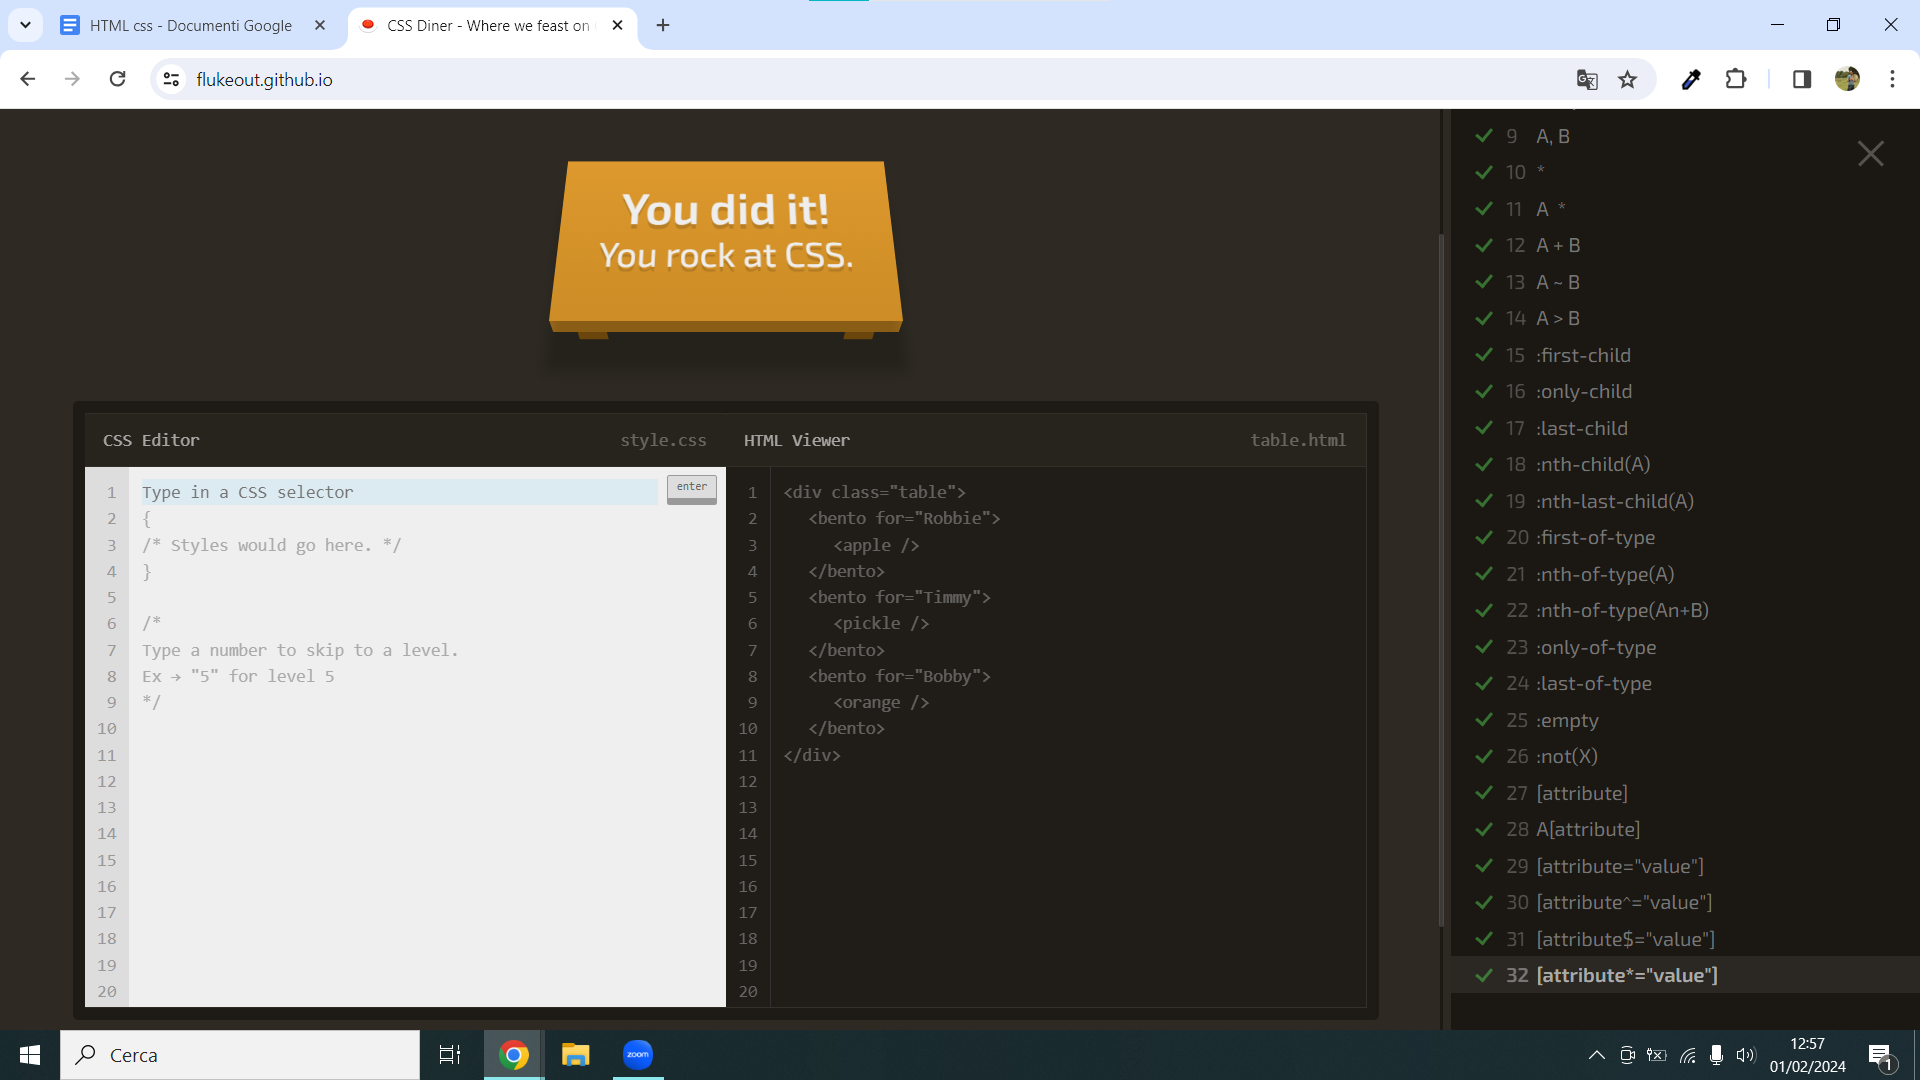 HTML css - Documenti Google
CSS Diner - Where we feast on
flukeout.github.io
You did it!
You rock at CSS.
CSS Editor
style.css
HTML Viewer
table.html
1 Type in a CSS selector
enter
2 {
3 /* Styles would go here. */
4 }
5
6 /*
7 Type a number to skip to a level.
8 Ex → "5" for level 5
9 */
10
11
12
13
14
15
16
17
18
19
20
1 <div class="table">
2 <bento for="Robbie">
3 <apple />
4 </bento>
5 <bento for="Timmy">
6 <pickle />
7 </bento>
8 <bento for="Bobby">
9 <orange />
10 </bento>
11 </div>
12
13
14
15
16
17
18
19
20
9 A, B
10 *
11 A *
12 A + B
13 A ~ B
14 A > B
15 :first-child
16 :only-child
17 :last-child
18 :nth-child(A)
19 :nth-last-child(A)
20 :first-of-type
21 :nth-of-type(A)
22 :nth-of-type(An+B)
23 :only-of-type
24 :last-of-type
25 :empty
26 :not(X)
27 [attribute]
28 A[attribute]
29 [attribute="value"]
30 [attribute^="value"]
31 [attribute$="value"]
32 [attribute*="value"]
Cerca
zoom
12:57
01/02/2024
1